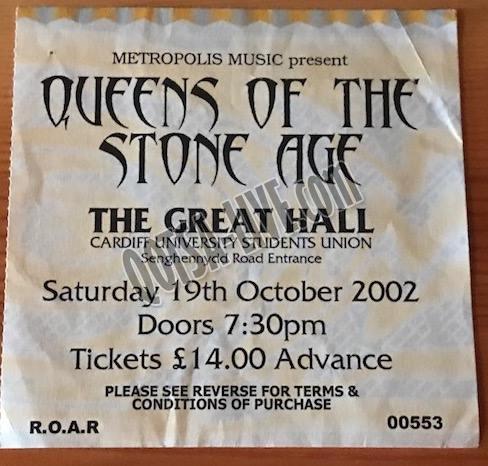 METROPOLIS MUSIC present
QUEENS OF THE
STONE AGE
THE GREAT HALL
CARDIFF UNIVERSITY STUDENTS UNION
Senghennydd Road Entrance
Saturday 19th October 2002
Doors 7:30pm
Tickets £14.00 Advance
PLEASE SEE REVERSE FOR TERMS &
CONDITIONS OF PURCHASE
R.O.A.R
00553
QOTSA-LIVE.com